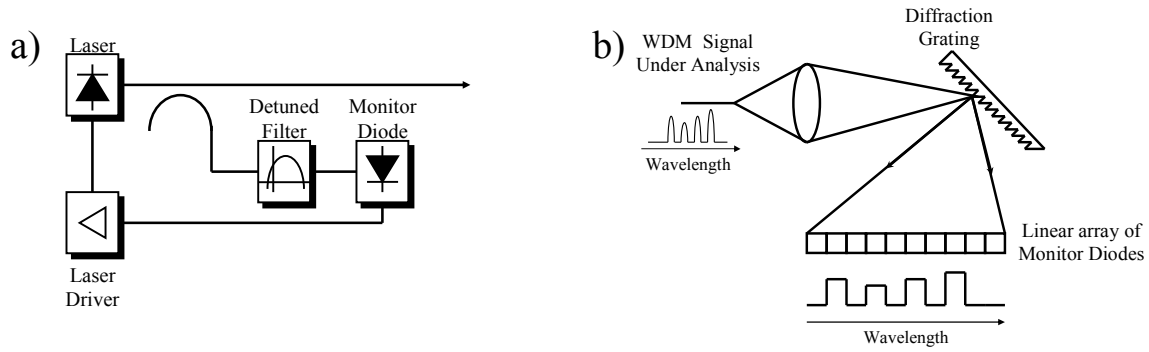 a)
Laser
Detuned
Filter
Monitor
Diode
Laser
Driver
b)
WDM Signal
Under Analysis
Wavelength
Diffraction
Grating
Linear array of
Monitor Diodes
Wavelength